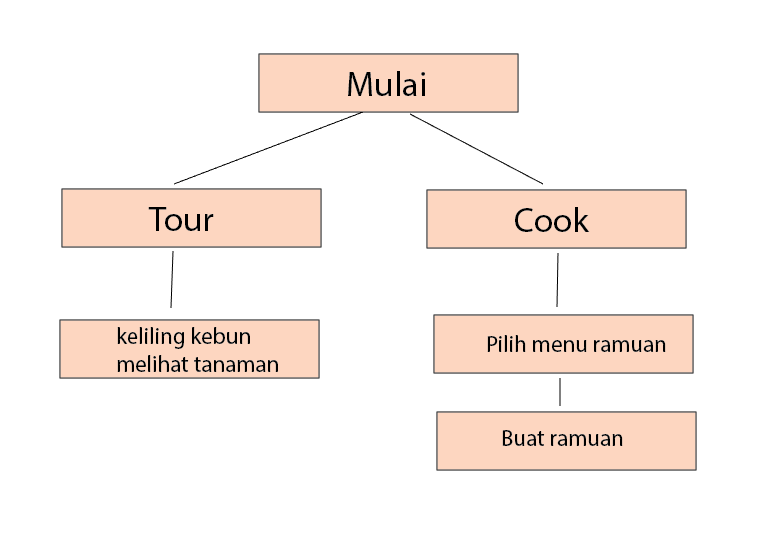 Mulai
Tour
Cook
keliling kebun
melihat tanaman
Pilih menu ramuan
Buat ramuan